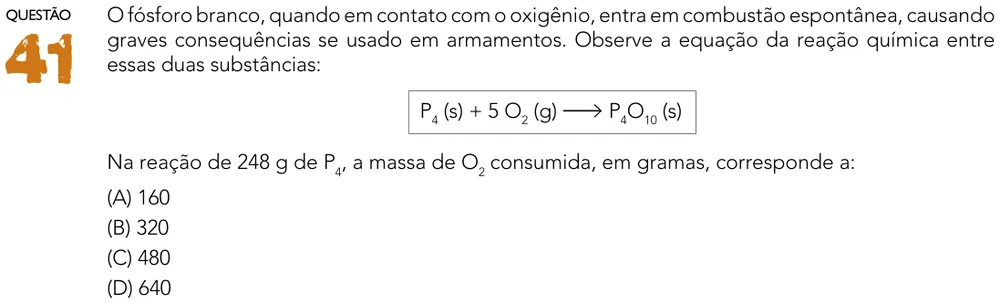 QUESTÃO
41
O fósforo branco, quando em contato com o oxigênio, entra em combustão espontânea, causando
graves consequências se usado em armamentos. Observe a equação da reação química entre
essas duas substâncias:
P₄ (s) + 5 O₂ (g) ⟶ P₄O₁₀ (s)
Na reação de 248 g de P₄, a massa de O₂ consumida, em gramas, corresponde a:
(A) 160
(B) 320
(C) 480
(D) 640